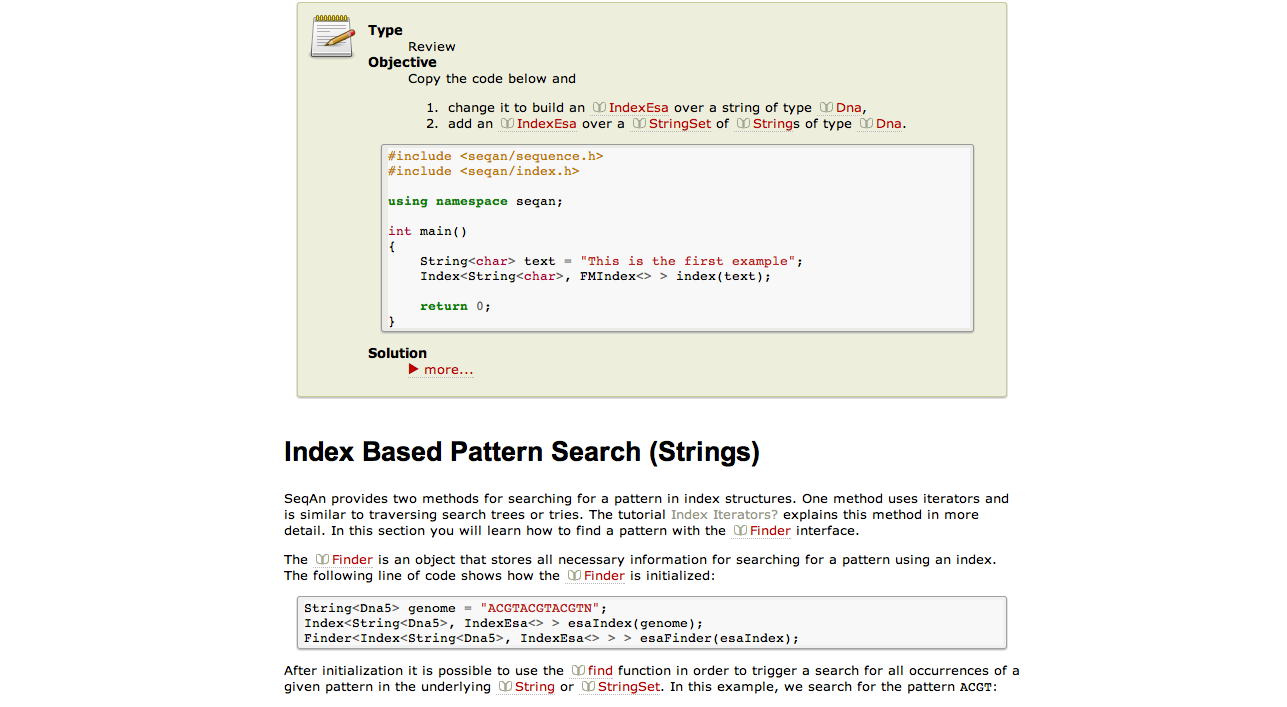 Type
Review
Objective
Copy the code below and
1. change it to build an IndexEsa over a string of type Dna,
2. add an IndexEsa over a StringSet of Strings of type Dna.
#include <seqan/sequence.h>
#include <seqan/index.h>
using namespace seqan;
int main()
{
    String<char> text = "This is the first example";
    Index<String<char>, FMIndex<> > index(text);
    return 0;
}
Solution
more...
Index Based Pattern Search (Strings)
SeqAn provides two methods for searching for a pattern in index structures. One method uses iterators and
is similar to traversing search trees or tries. The tutorial Index Iterators? explains this method in more
detail. In this section you will learn how to find a pattern with the Finder interface.
The Finder is an object that stores all necessary information for searching for a pattern using an index.
The following line of code shows how the Finder is initialized:
String<Dna5> genome = "ACGTACGTACGTN";
Index<String<Dna5>, IndexEsa<> > esaIndex(genome);
Finder<Index<String<Dna5>, IndexEsa<> > > esaFinder(esaIndex);
After initialization it is possible to use the find function in order to trigger a search for all occurrences of a
given pattern in the underlying String or StringSet. In this example, we search for the pattern ACGT: